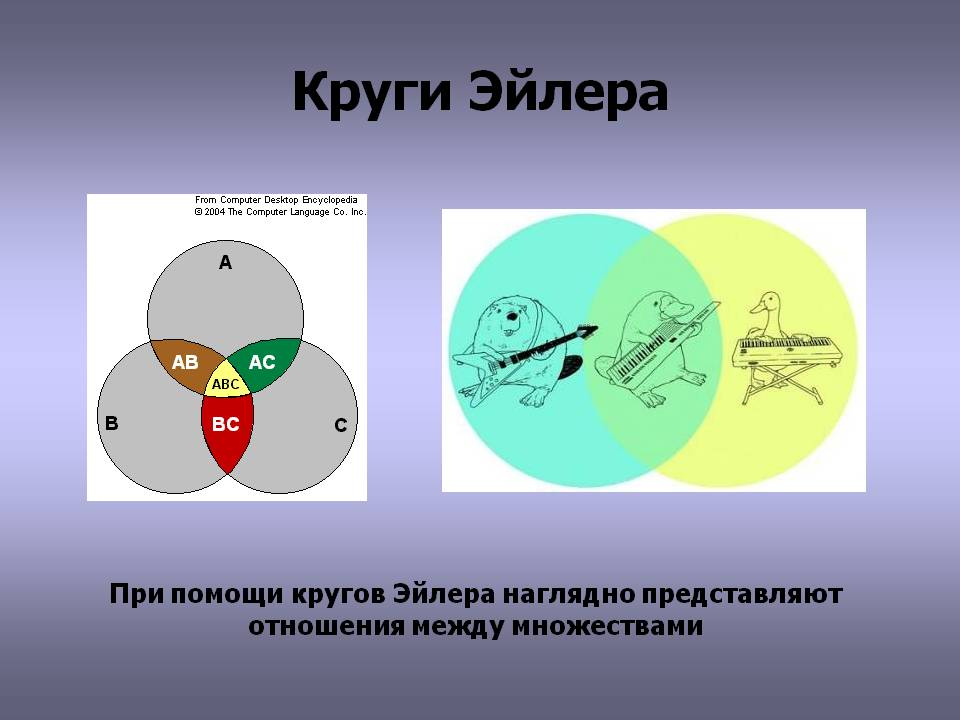 Круги Эйлера
From Computer Desktop Encyclopedia
© 2004 The Computer Language Co. Inc.
A
AB
AC
ABC
B
BC
C
При помощи кругов Эйлера наглядно представляют
отношения между множествами